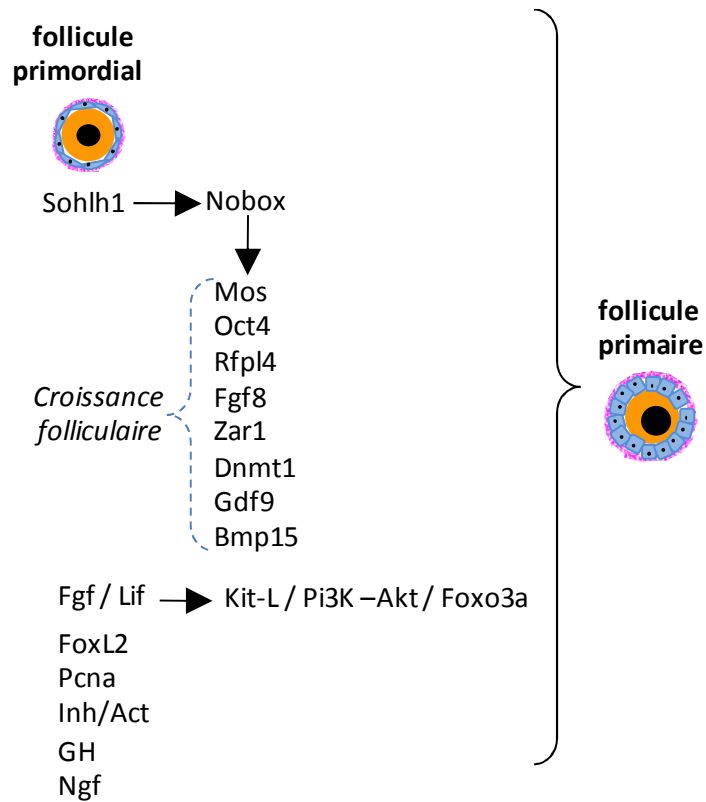 follicule
primordial
Sohlh1 Nobox
Mos
Oct4
Rfpl4
Fgf8
Zar1
Dnmt1
Gdf9
Bmp15
Croissance
folliculaire
Fgf / Lif Kit-L / Pi3K –Akt / Foxo3a
FoxL2
Pcna
Inh/Act
GH
Ngf
follicule
primaire